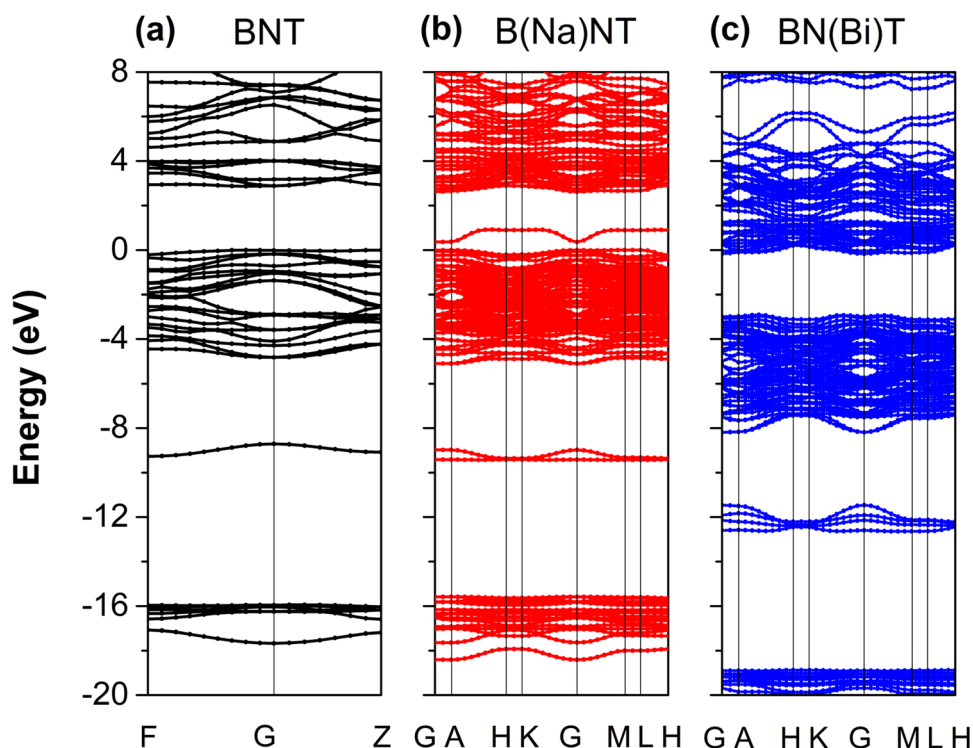 (a) BNT (b) B(Na)NT (c) BN(Bi)T
8
4
0
-4
-8
-12
-16
-20
Energy (eV)
F G Z G A H K G M L H G A H K G M L H